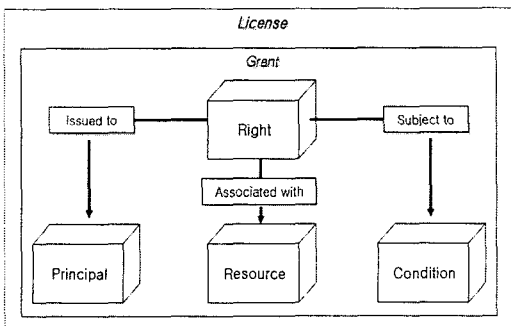 License
Grant
Issued to
Right
Subject to
Associated with
Principal
Resource
Condition